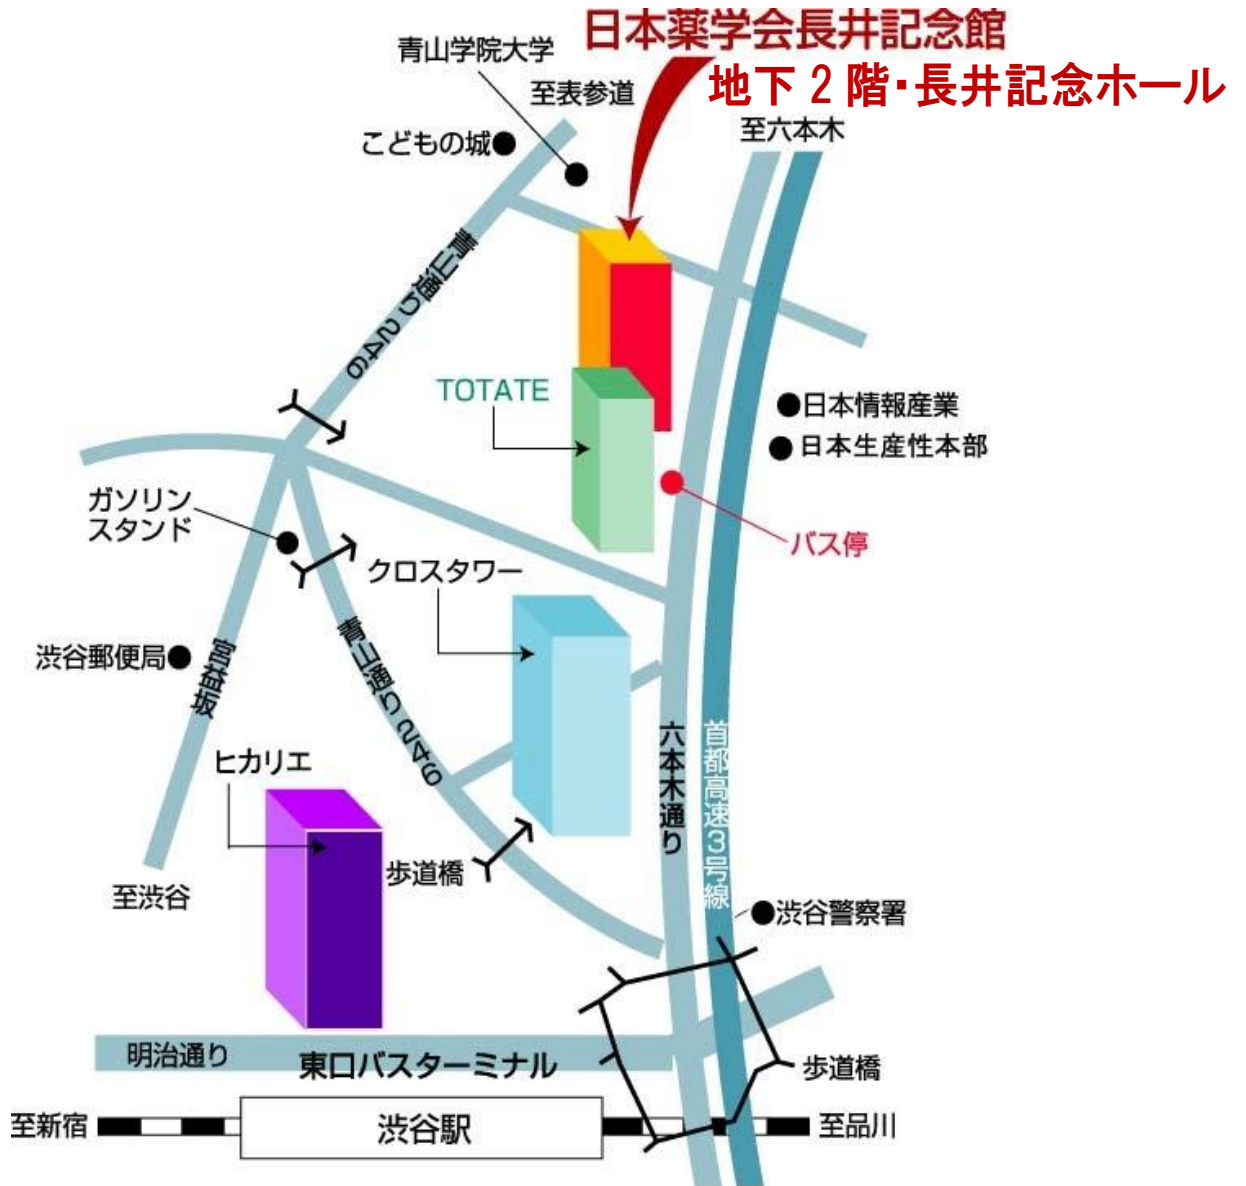 日本薬学会長井記念館
青山学院大学
地下2階・長井記念ホール
至表参道
至六本木
こどもの城
青山通り246
TOTATE
日本情報産業
日本生産性本部
ガソリン
スタンド
バス停
クロスタワー
青山通り246
渋谷郵便局
宮益坂
六本木通り
首都高速3号線
ヒカリエ
歩道橋
至渋谷
渋谷警察署
明治通り
東口バスターミナル
歩道橋
至新宿
渋谷駅
至品川